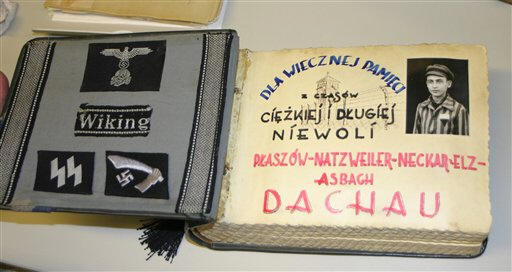 Wiking
DLA WIECZNEJ PAMIĘCI
Z CZASÓW
CIĘŻKIEJ I DŁUGIEJ
NIEWOLI
PŁASZÓW-NATZWEILER-NECKAR-ELZ-
ASBACH
DACHAU